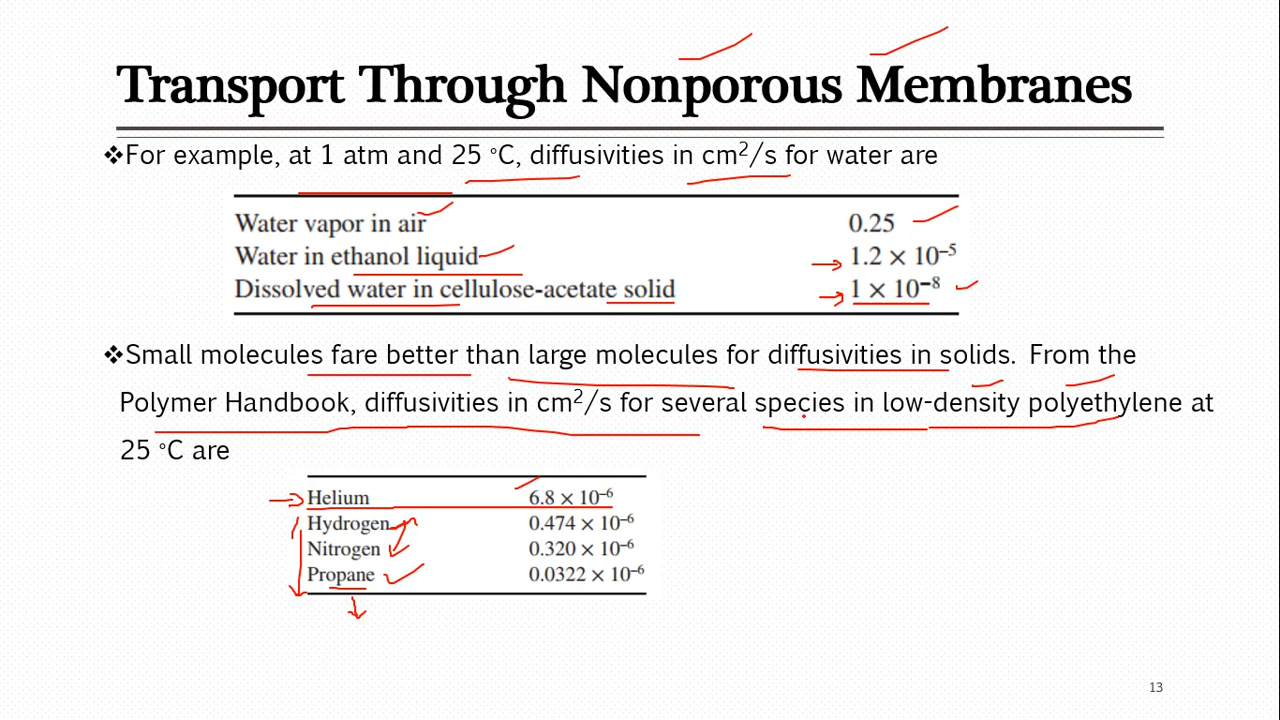 Transport Through Nonporous Membranes
❖For example, at 1 atm and 25 °C, diffusivities in cm²/s for water are
Water vapor in air 0.25
Water in ethanol liquid 1.2 × 10⁻⁵
Dissolved water in cellulose-acetate solid 1 × 10⁻⁸
❖Small molecules fare better than large molecules for diffusivities in solids. From the
Polymer Handbook, diffusivities in cm²/s for several species in low-density polyethylene at
25 °C are
Helium 6.8 × 10⁻⁶
Hydrogen 0.474 × 10⁻⁶
Nitrogen 0.320 × 10⁻⁶
Propane 0.0322 × 10⁻⁶
13